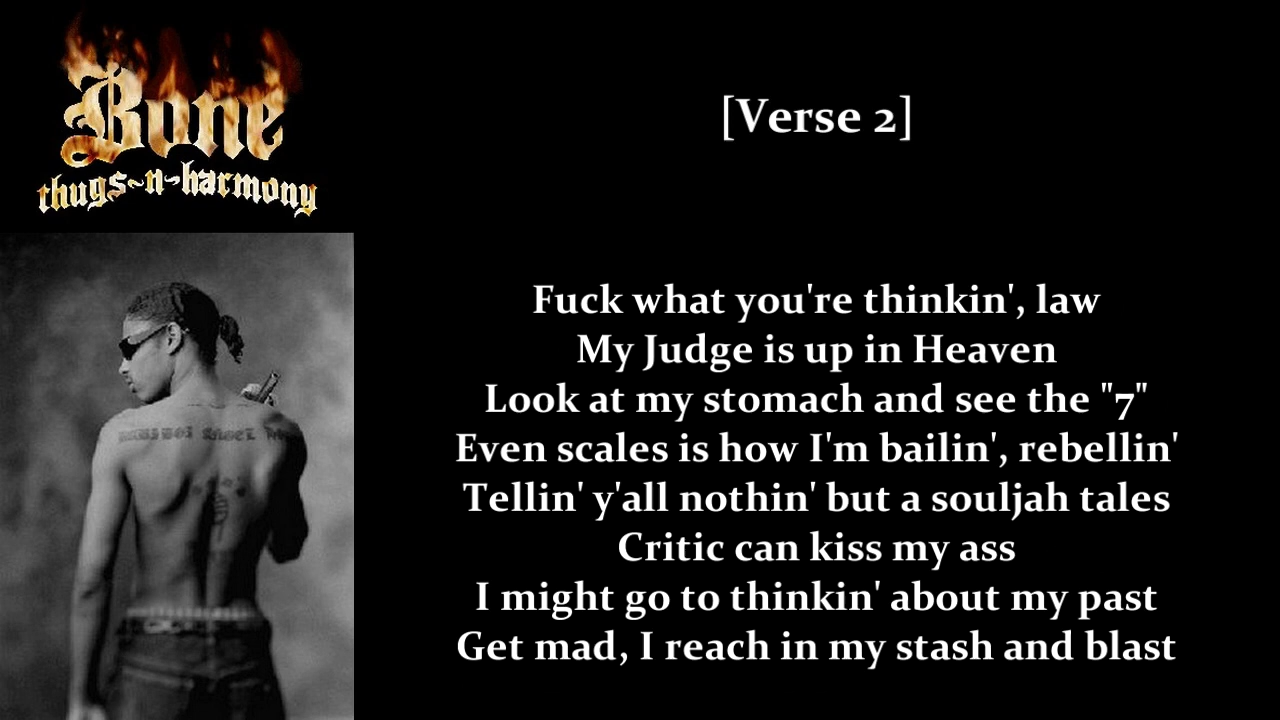 Bone
thugs~n~harmony
[Verse 2]
Fuck what you're thinkin', law
My Judge is up in Heaven
Look at my stomach and see the "7"
Even scales is how I'm bailin', rebellin'
Tellin' y'all nothin' but a souljah tales
Critic can kiss my ass
I might go to thinkin' about my past
Get mad, I reach in my stash and blast